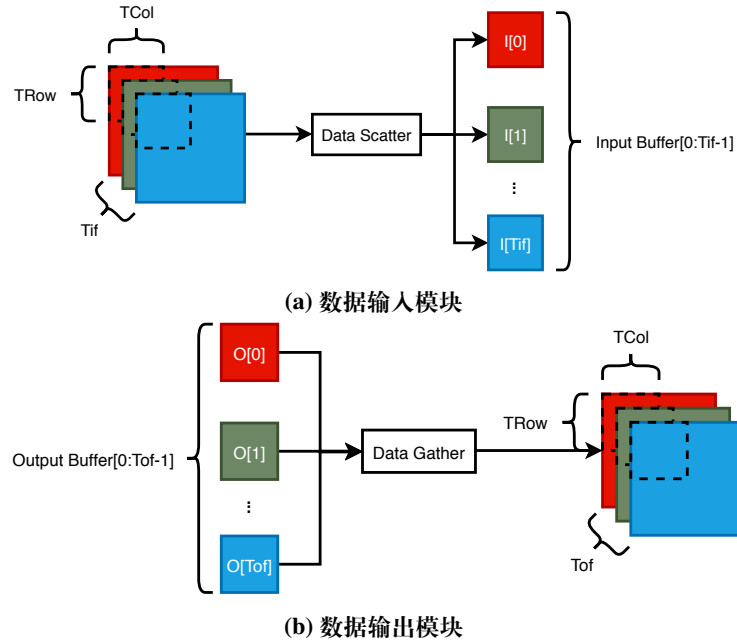 TCol
I[0]
TRow
I[1]
Data Scatter
Input Buffer[0:Tif-1]
...
Tif
I[Tif]
(a) 数据输入模块
O[0]
TCol
TRow
O[1]
Data Gather
Output Buffer[0:Tof-1]
...
O[Tof]
Tof
(b) 数据输出模块